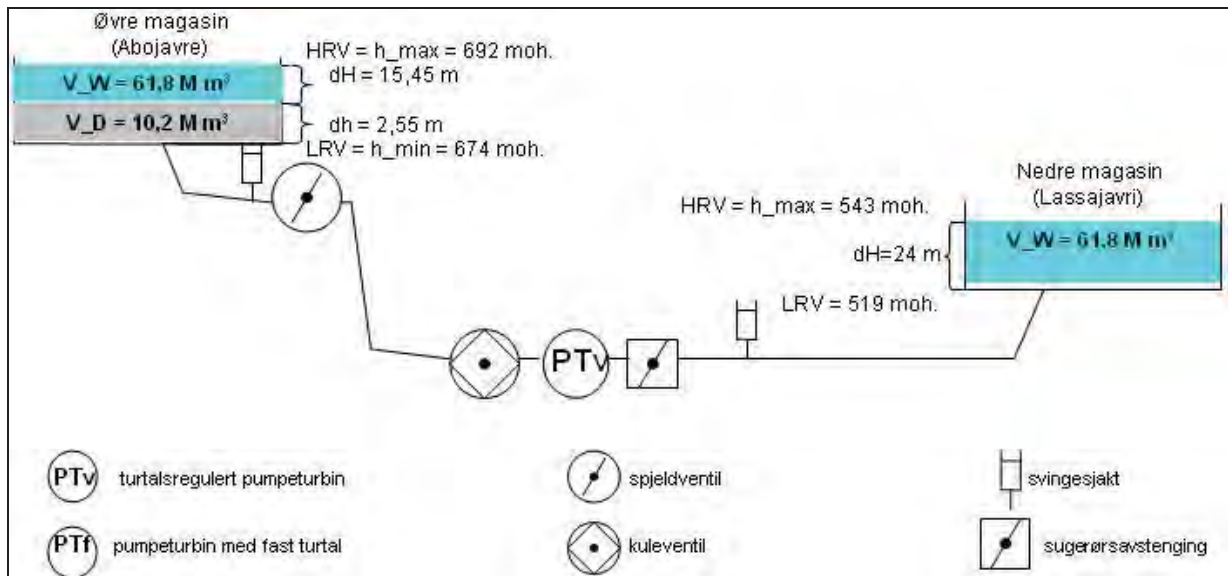 Øvre magasin
(Abojavre)
HRV = h_max = 692 moh.
dH = 15,45 m
V_W = 61,8 M m³
V_D = 10,2 M m³
dh = 2,55 m
LRV = h_min = 674 moh.
Nedre magasin
(Lassajavri)
HRV = h_max = 543 moh.
V_W = 61.8 M m³
dH=24 m
LRV = 519 moh.
PTv
PTv turtalsregulert pumpeturbin
spjeldventil
svingesjakt
PTf pumpeturbin med fast turtal
kuleventil
sugerørsavstenging